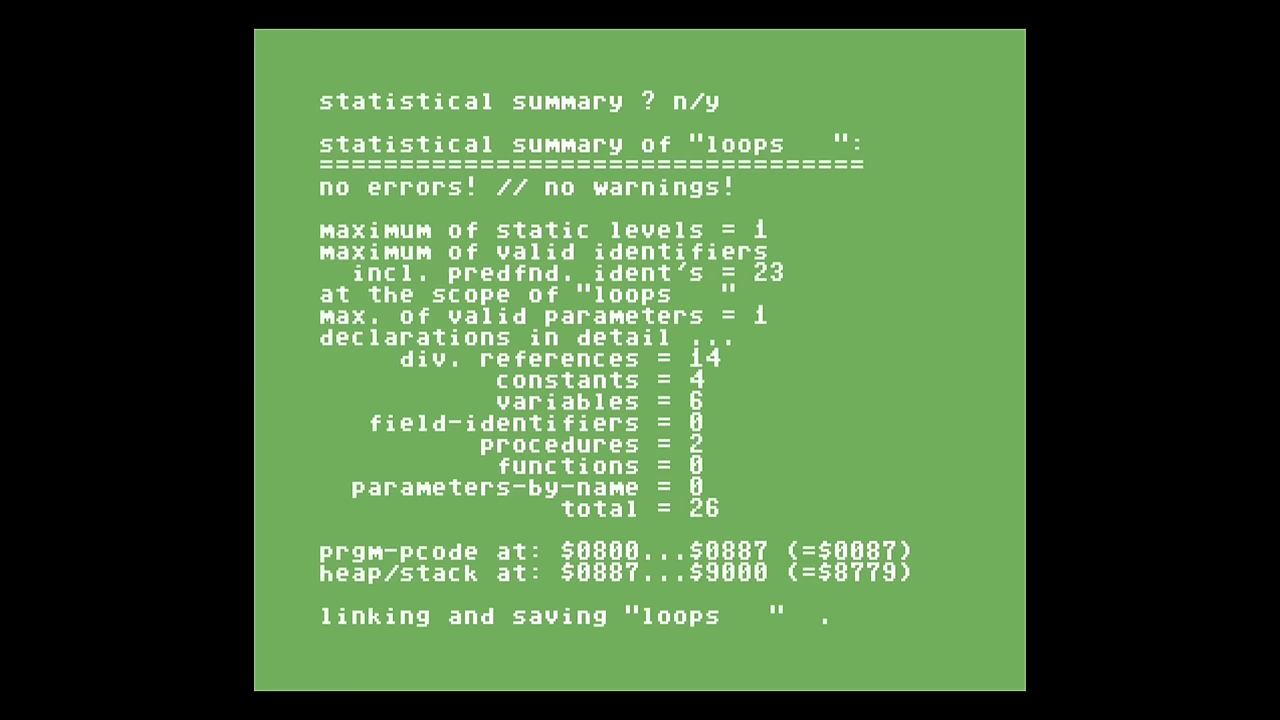 statistical summary ? n/y
statistical summary of "loops   ":
==================================
no errors! // no warnings!
maximum of static levels = 1
maximum of valid identifiers
  incl. predfnd. ident's = 23
at the scope of "loops   "
max. of valid parameters = 1
declarations in detail ...
     div. references = 14
           constants = 4
           variables = 6
   field-identifiers = 0
          procedures = 2
           functions = 0
  parameters-by-name = 0
               total = 26
prgm-pcode at: $0800...$0887 (=$0087)
heap/stack at: $0887...$9000 (=$8779)
linking and saving "loops   "  .